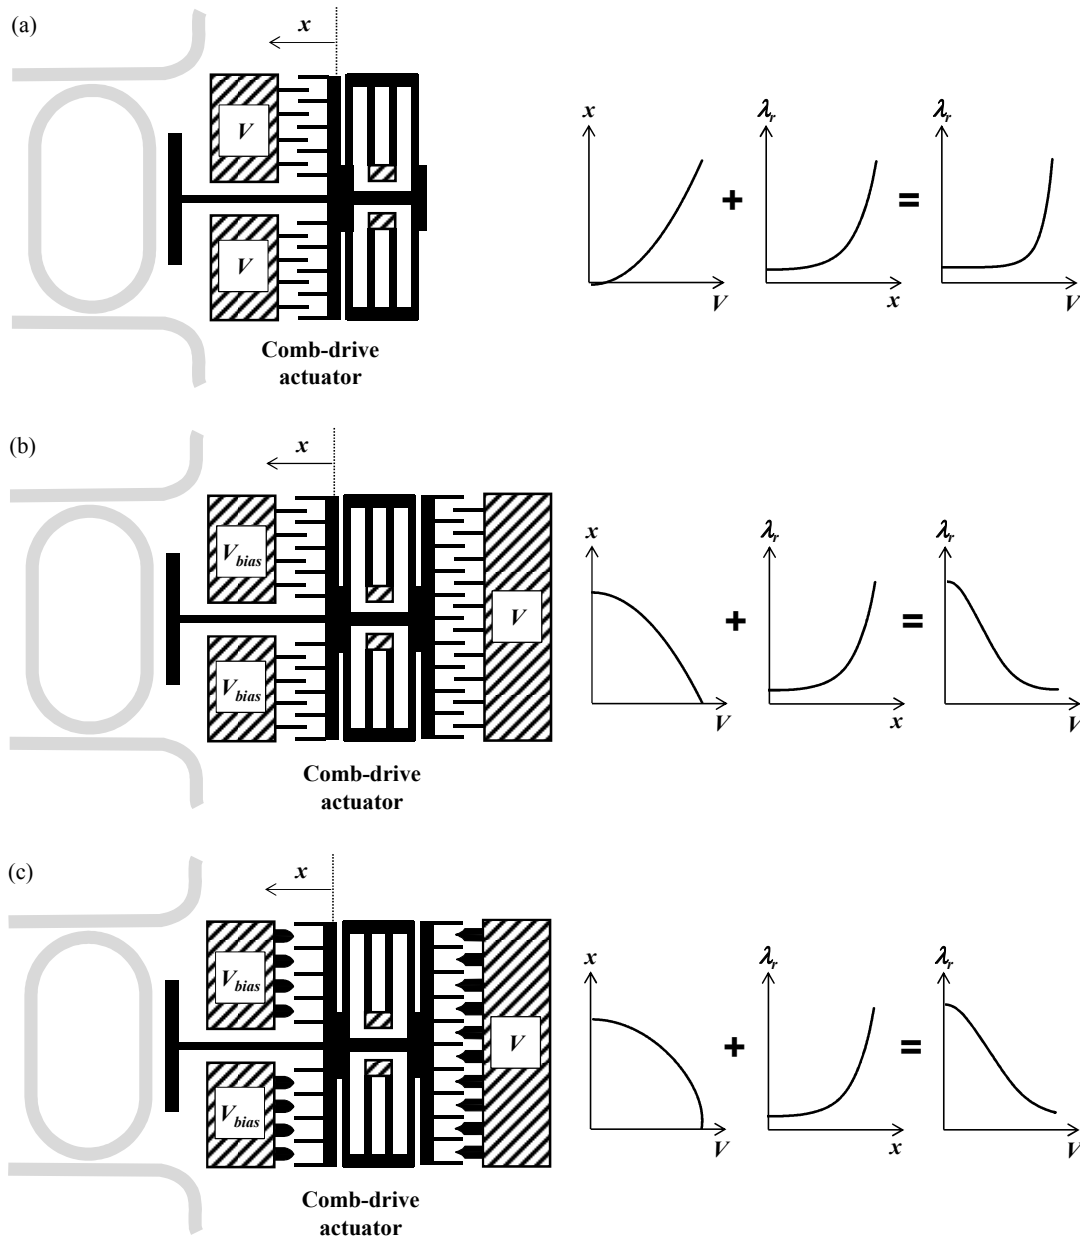 (a)
x
V
V
Comb-drive
actuator
x
V
+
λr
x
=
λr
V
(b)
x
Vbias
Vbias
V
Comb-drive
actuator
x
V
+
λr
x
=
λr
V
(c)
x
Vbias
Vbias
V
Comb-drive
actuator
x
V
+
λr
x
=
λr
V